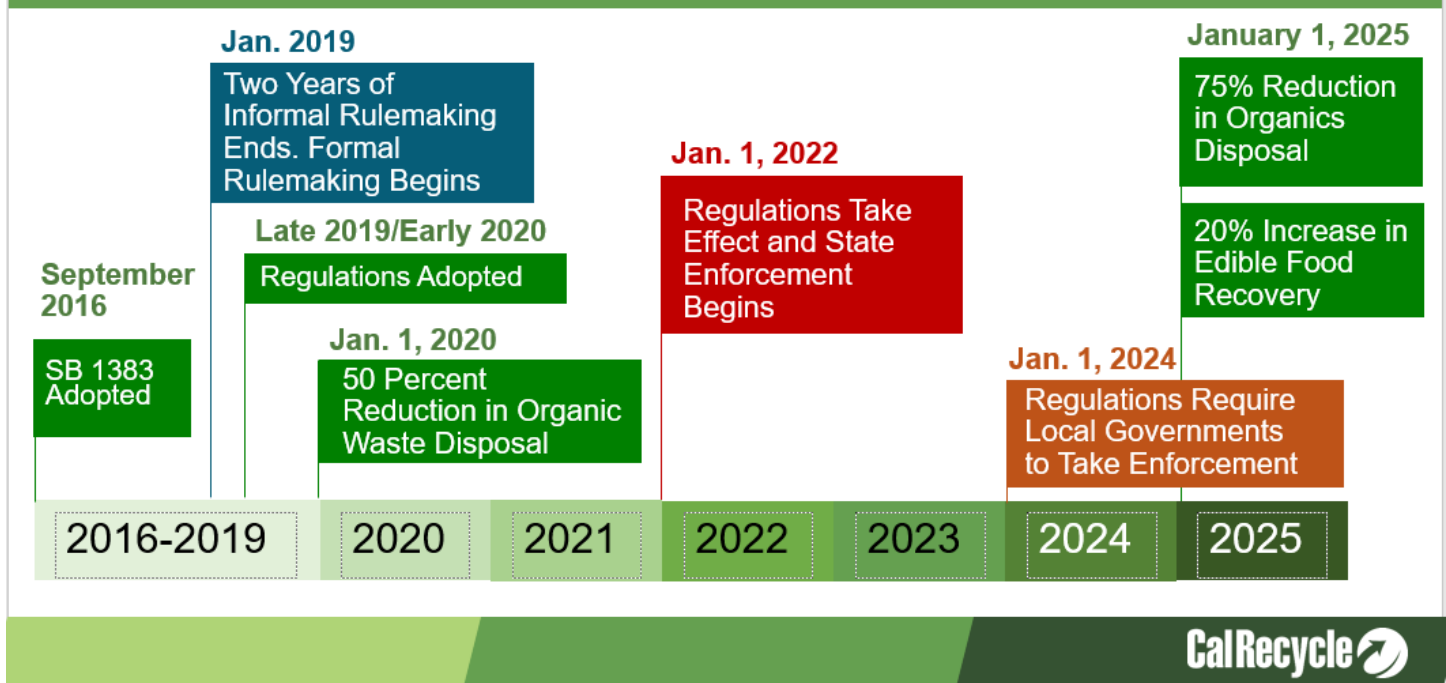 Jan. 2019
Two Years of
Informal Rulemaking
Ends. Formal
Rulemaking Begins
January 1, 2025
75% Reduction
in Organics
Disposal
20% Increase in
Edible Food
Recovery
Jan. 1, 2022
Regulations Take
Effect and State
Enforcement
Begins
Late 2019/Early 2020
Regulations Adopted
September
2016
SB 1383
Adopted
Jan. 1, 2020
50 Percent
Reduction in Organic
Waste Disposal
Jan. 1, 2024
Regulations Require
Local Governments
to Take Enforcement
2016-2019
2020
2021
2022
2023
2024
2025
CalRecycle